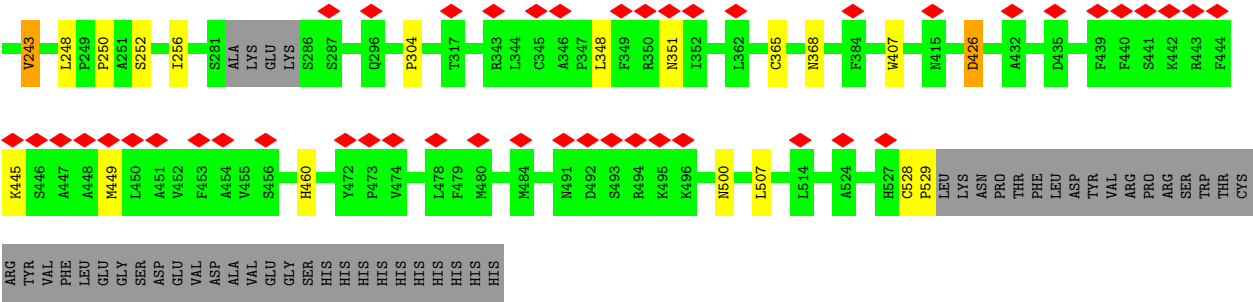 V243 L248 P249 P250 A251 S252 I256 S281 ALA LYS GLU LYS S286 S287 Q296 P304 T317 R343 L344 C345 A346 P347 L348 F349 R350 N351 I352 L362 C365 N368 F384 W407 N415 D426 A432 D435 F439 F440 S441 K442 R443 F444
K445 S446 A447 A448 M449 L450 A451 V452 F453 A454 V455 S456 H460 Y472 P473 V474 L478 F479 M480 M484 N491 D492 S493 R494 K495 K496 N500 L507 L514 A524 H527 C528 P529 LEU LYS ASN PRO THR PHE LEU ASP TYR VAL ARG PRO ARG SER TRP THR CYS
ARG TYR VAL PHE LEU GLU GLY SER ASP GLU VAL ASP ALA VAL GLU GLY SER HIS HIS HIS HIS HIS HIS HIS HIS HIS HIS